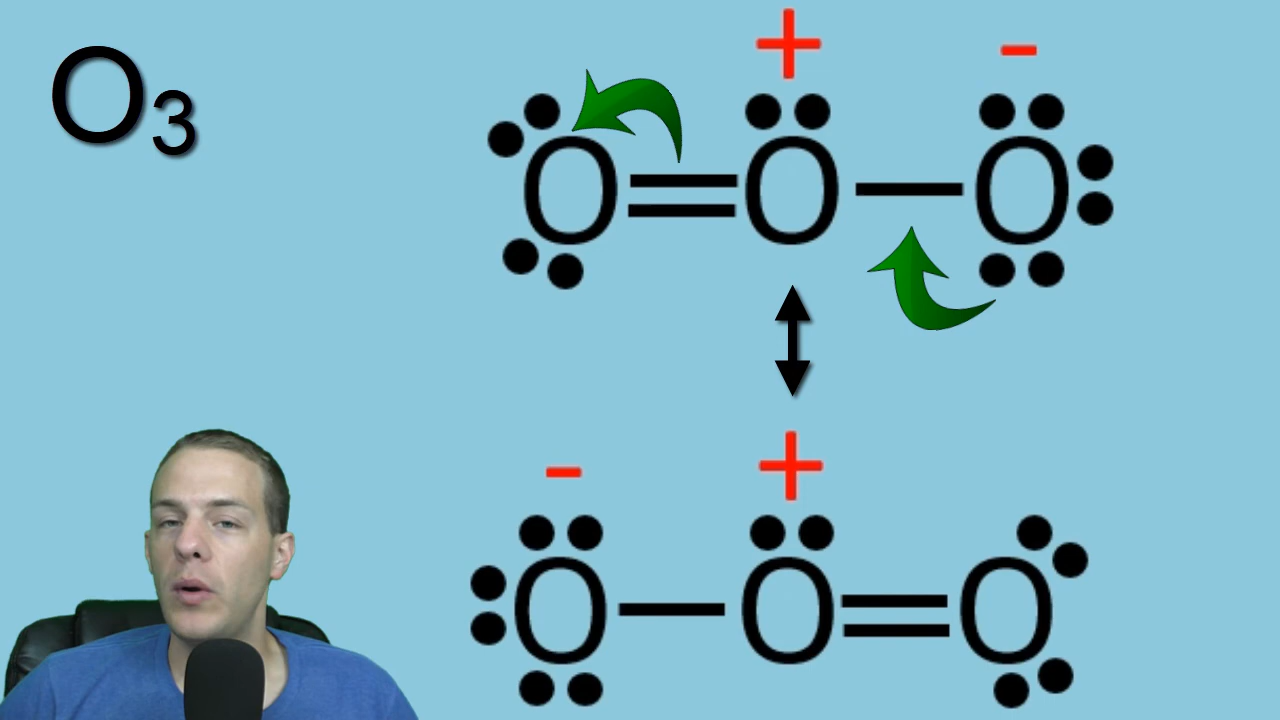 O₃
+ -
O=O-O
- +
O-O=O